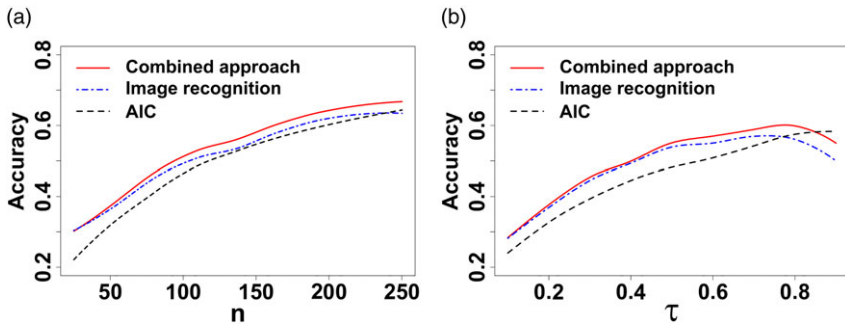 (a)
Accuracy
0.2 0.4 0.6 0.8
Combined approach
Image recognition
AIC
50 100 150 200 250
n
(b)
Accuracy
0.2 0.4 0.6 0.8
Combined approach
Image recognition
AIC
0.2 0.4 0.6 0.8
τ